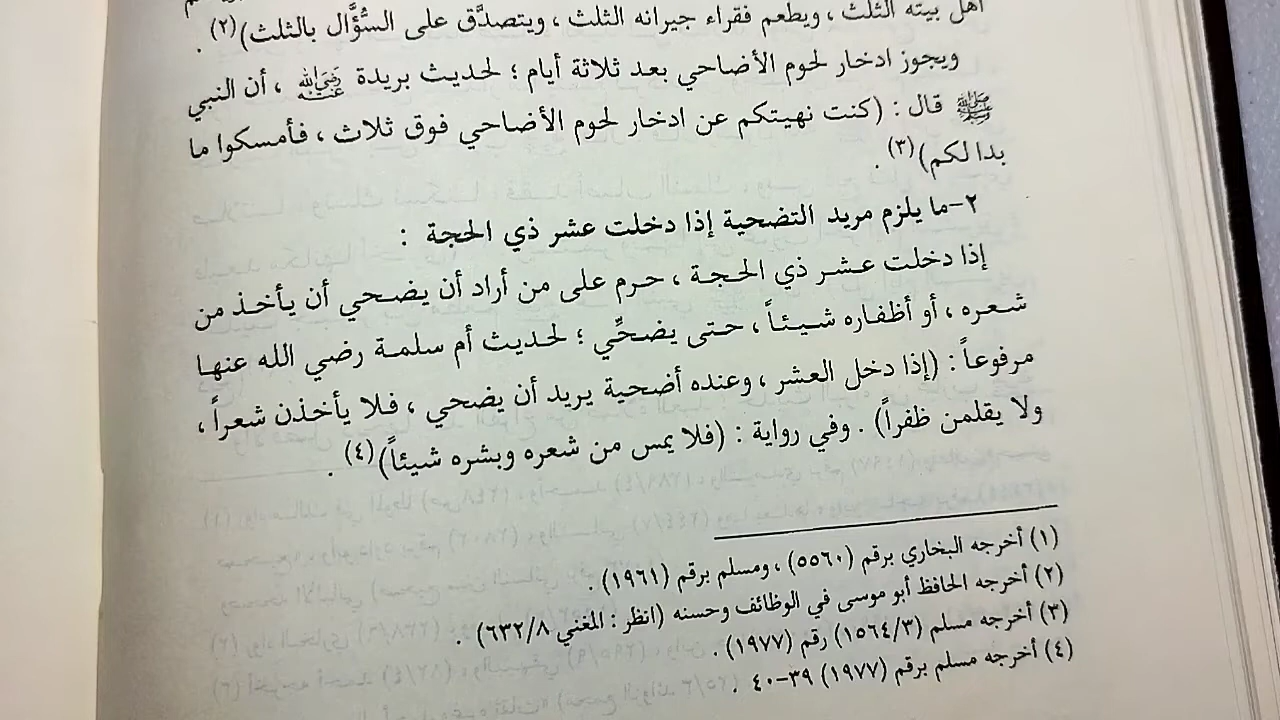 أهل بيته الثلث ، ويطعم فقراء جيرانه الثلث ، ويتصدَّق على السُّؤَّال بالثلث)(٢) .
ويجوز ادخار لحوم الأضاحي بعد ثلاثة أيام ؛ لحديث بريدة رَضِيَ اللَّهُ عَنْهُ ، أن النبي
ﷺ قال : (كنت نهيتكم عن ادخار لحوم الأضاحي فوق ثلاث ، فأمسكوا ما
بدا لكم)(٣) .
٢-ما يلزم مريد التضحية إذا دخلت عشر ذي الحجة :
إذا دخلت عشر ذي الحجة ، حرم على من أراد أن يضحي أن يأخذ من
شعره ، أو أظفاره شيئاً ، حتى يضحِّي ؛ لحديث أم سلمة رضي الله عنها
مرفوعاً : (إذا دخل العشر ، وعنده أضحية يريد أن يضحي ، فلا يأخذن شعراً ،
ولا يقلمن ظفراً) . وفي رواية : (فلا يمس من شعره وبشره شيئاً)(٤) .
(١) أخرجه البخاري برقم (٥٥٦٠) ، ومسلم برقم (١٩٦١) .
(٢) أخرجه الحافظ أبو موسى في الوظائف وحسنه (انظر : المغني ٦٣٢/٨) .
(٣) أخرجه مسلم (١٥٦٤/٣) رقم (١٩٧٧) .
(٤) أخرجه مسلم برقم (١٩٧٧) ٣٩-٤٠ .